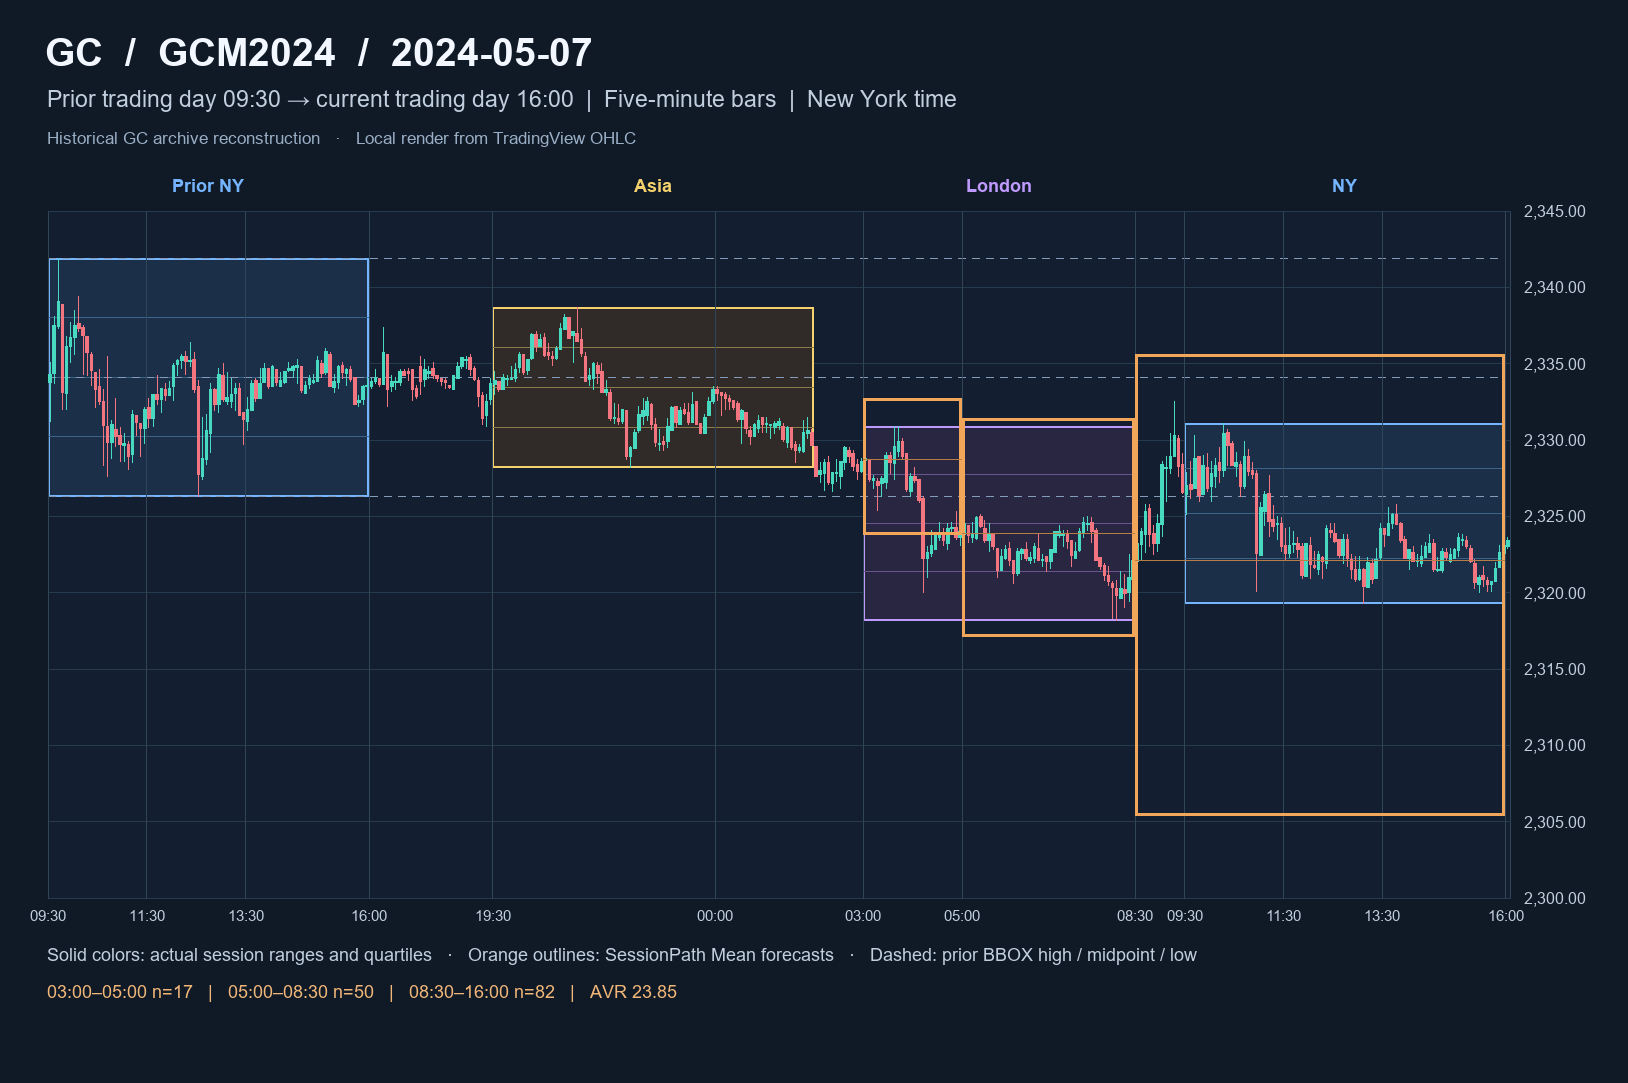 GC / GCM2024 / 2024-05-07
Prior trading day 09:30 → current trading day 16:00 | Five-minute bars | New York time
Historical GC archive reconstruction · Local render from TradingView OHLC
Prior NY Asia London NY
2,345.00
2,340.00
2,335.00
2,330.00
2,325.00
2,320.00
2,315.00
2,310.00
2,305.00
2,300.00
09:30 11:30 13:30 16:00 19:30 00:00 03:00 05:00 08:30 09:30 11:30 13:30 16:00
Solid colors: actual session ranges and quartiles · Orange outlines: SessionPath Mean forecasts · Dashed: prior BBOX high / midpoint / low
03:00–05:00 n=17 | 05:00–08:30 n=50 | 08:30–16:00 n=82 | AVR 23.85